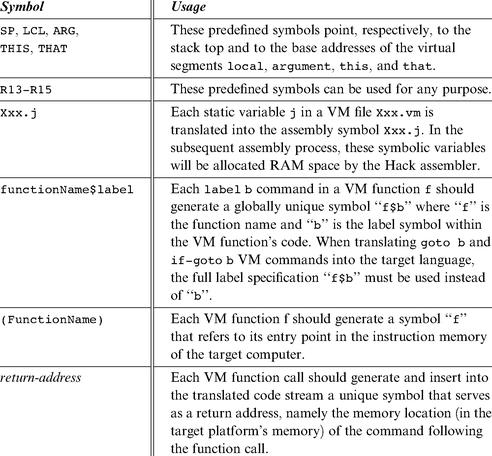 Symbol Usage
SP, LCL, ARG, These predefined symbols point, respectively, to the
THIS, THAT stack top and to the base addresses of the virtual
segments local, argument, this, and that.
R13–R15 These predefined symbols can be used for any purpose.
Xxx.j Each static variable j in a VM file Xxx.vm is
translated into the assembly symbol Xxx.j. In the
subsequent assembly process, these symbolic variables
will be allocated RAM space by the Hack assembler.
functionName$label Each label b command in a VM function f should
generate a globally unique symbol “f$b” where “f” is
the function name and “b” is the label symbol within
the VM function's code. When translating goto b and
if-goto b VM commands into the target language,
the full label specification “f$b” must be used instead
of “b”.
(FunctionName) Each VM function f should generate a symbol “f”
that refers to its entry point in the instruction memory
of the target computer.
return-address Each VM function call should generate and insert into
the translated code stream a unique symbol that serves
as a return address, namely the memory location (in the
target platform's memory) of the command following
the function call.